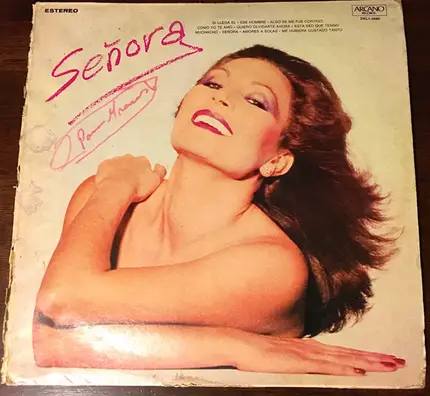 ESTEREO
SI LLEGA EL · ESE HOMBRE · ALGO SE ME FUE CONTIGO
COMO YO TE AMO · QUIERO OLVIDARTE AHORA · ESTA ESO QUE TENGO
MUCHACHO · SEÑORA · AMORES A SOLAS · ME HUBIERA GUSTADO TANTO
ARCANO
RECORDS
Señora